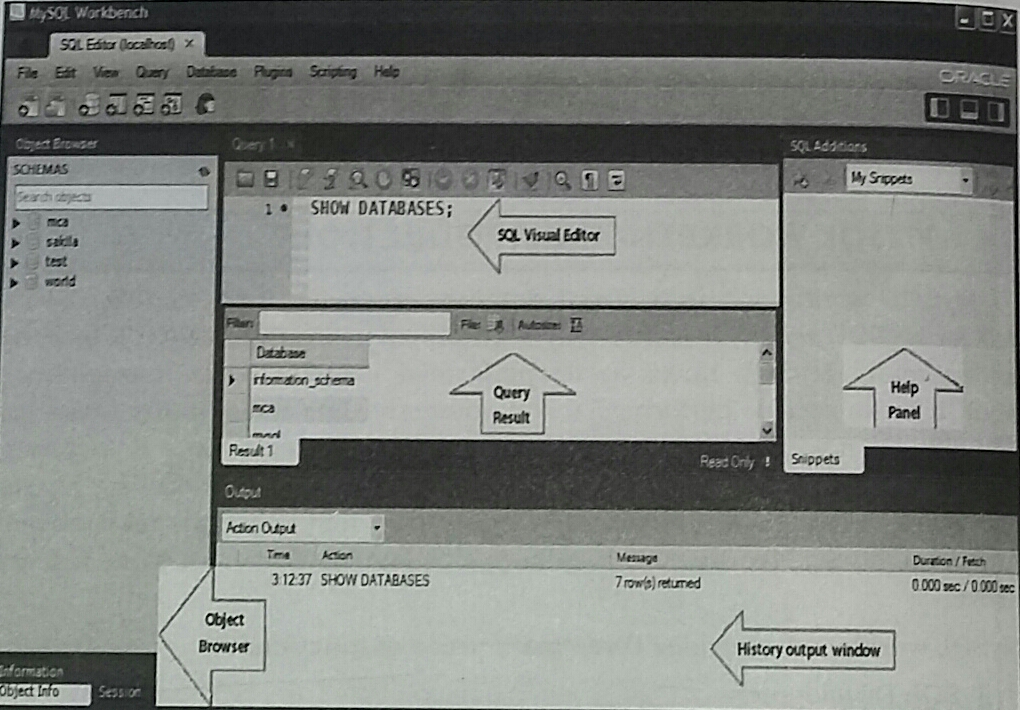 MySQL Workbench
SQL Editor (localhost) ×
File Edit View Query Database Plugins Scripting Help
ORACLE
Object Browser
SCHEMAS
Search objects
mca
sakila
test
world
Query 1 ×
1 • SHOW DATABASES;
SQL Visual Editor
Filter: File: Autosize:
Database
information_schema
mca
mysql
Query
Result
Result 1
Read Only
SQL Additions
My Snippets
Help
Panel
Snippets
Output
Action Output
Time Action Message Duration / Fetch
3:12:37 SHOW DATABASES 7 row(s) returned 0.000 sec / 0.000 sec
Object
Browser
History output window
Information
Object Info Session